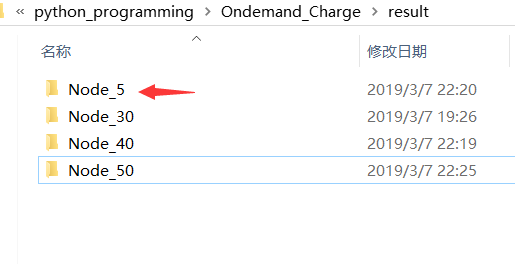 « python_programming › Ondemand_Charge › result
名称 修改日期
Node_5 2019/3/7 22:20
Node_30 2019/3/7 19:26
Node_40 2019/3/7 22:19
Node_50 2019/3/7 22:25